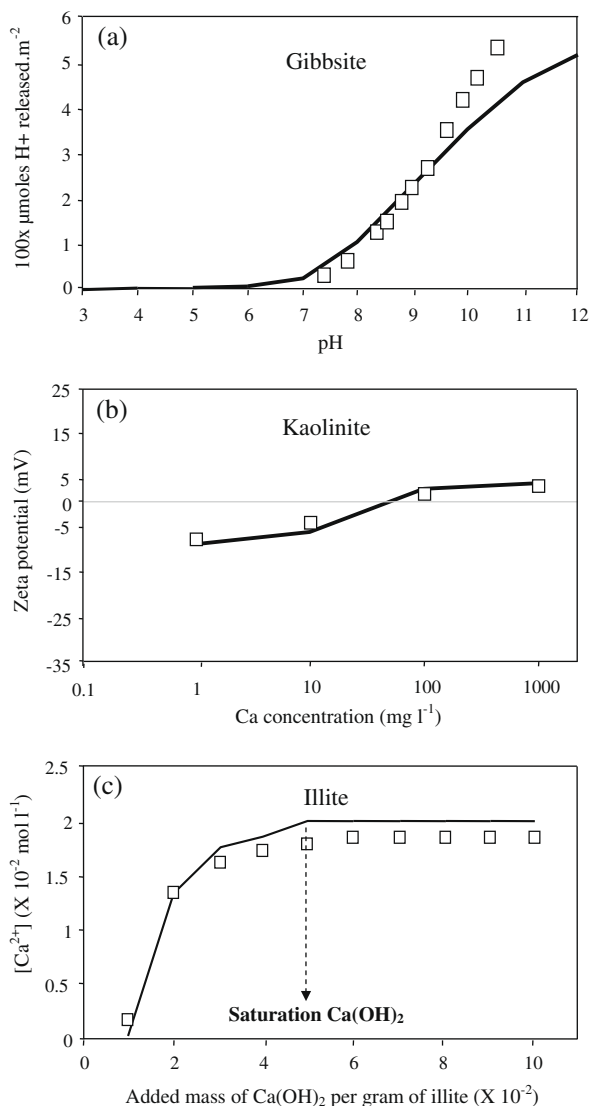 (a)
Gibbsite
100x µmoles H+ released.m-2
6
5
4
3
2
1
0
3 4 5 6 7 8 9 10 11 12
pH
(b)
Kaolinite
Zeta potential (mV)
25
15
5
0
-5
-15
-25
-35
0.1 1 10 100 1000
Ca concentration (mg l-1)
(c)
Illite
[Ca2+] (X 10-2 mol l-1)
2.5
2
1.5
1
0.5
0
Saturation Ca(OH)2
0 2 4 6 8 10
Added mass of Ca(OH)2 per gram of illite (X 10-2)